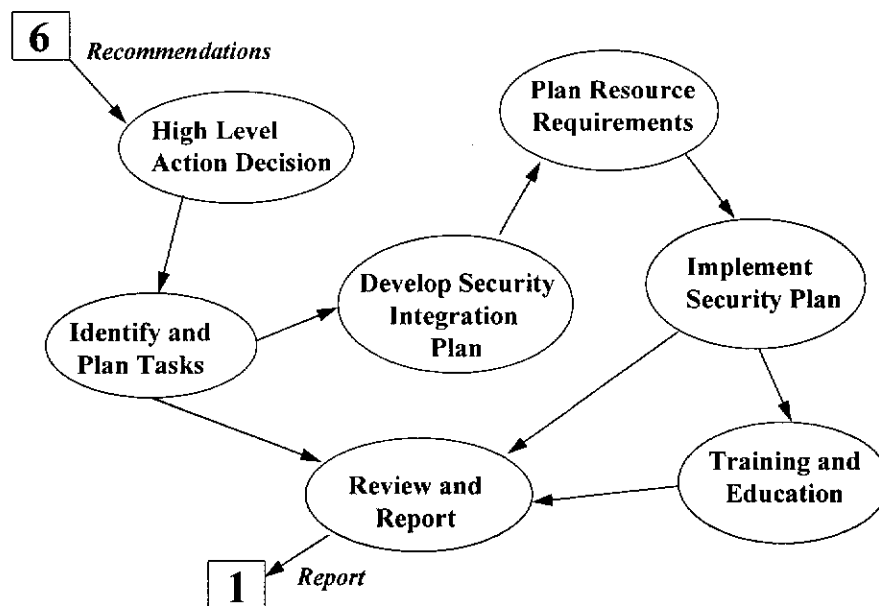 6
Recommendations
High Level
Action Decision
Plan Resource
Requirements
Develop Security
Integration
Plan
Implement
Security Plan
Identify and
Plan Tasks
Training and
Education
Review and
Report
1
Report